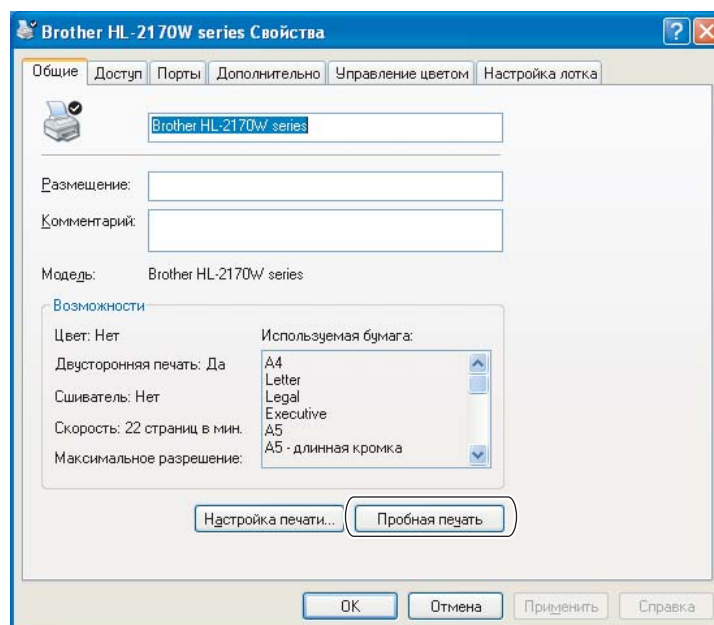 Brother HL-2170W series Свойства
Общие Доступ Порты Дополнительно Управление цветом Настройка лотка
Brother HL-2170W series
Размещение:
Комментарий:
Модель: Brother HL-2170W series
Возможности
Цвет: Нет
Двусторонняя печать: Да
Сшиватель: Нет
Скорость: 22 страниц в мин.
Максимальное разрешение:
Используемая бумага:
A4
Letter
Legal
Executive
A5
A5 - длинная кромка
Настройка печати... Пробная печать
OK Отмена Применить Справка